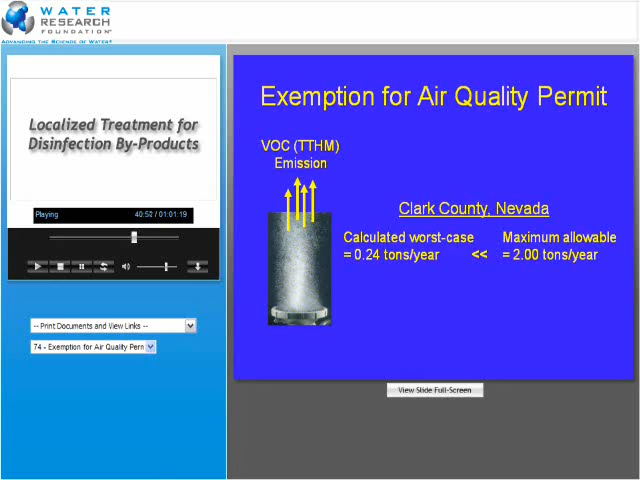 WATER
RESEARCH
FOUNDATION™
ADVANCING THE SCIENCE OF WATER®
Localized Treatment for
Disinfection By-Products
Playing 40:52 / 01:01:19
-- Print Documents and View Links --
74 - Exemption for Air Quality Perm
Exemption for Air Quality Permit
VOC (TTHM)
Emission
Clark County, Nevada
Calculated worst-case Maximum allowable
= 0.24 tons/year << = 2.00 tons/year
View Slide Full-Screen